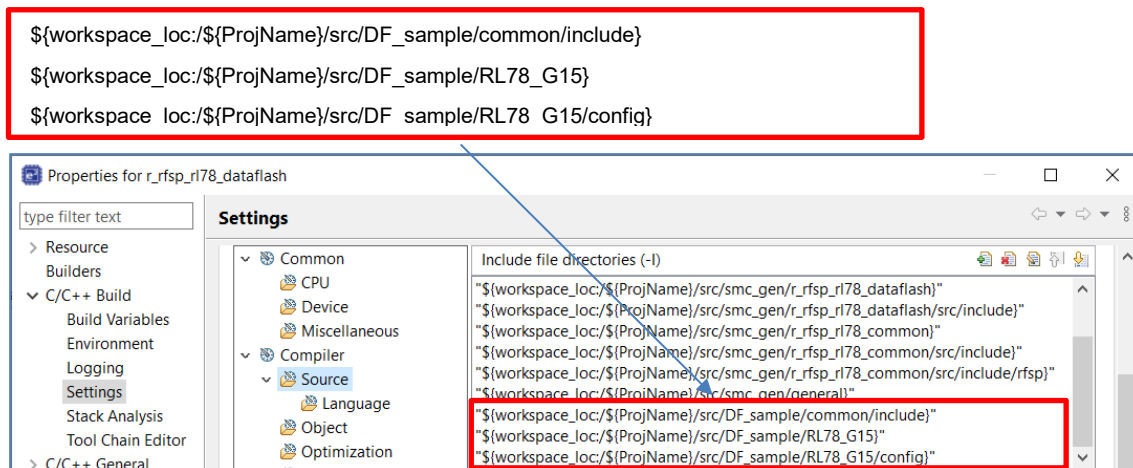 ${workspace_loc:/${ProjName}/src/DF_sample/common/include}
${workspace_loc:/${ProjName}/src/DF_sample/RL78_G15}
${workspace_loc:/${ProjName}/src/DF_sample/RL78_G15/config}
Properties for r_rfsp_rl78_dataflash
type filter text
Settings
Resource
Builders
C/C++ Build
Build Variables
Environment
Logging
Settings
Stack Analysis
Tool Chain Editor
C/C++ General
Common
CPU
Device
Miscellaneous
Compiler
Source
Language
Object
Optimization
Include file directories (-I)
"${workspace_loc:/${ProjName}/src/smc_gen/r_rfsp_rl78_dataflash}"
"${workspace_loc:/${ProjName}/src/smc_gen/r_rfsp_rl78_dataflash/src/include}"
"${workspace_loc:/${ProjName}/src/smc_gen/r_rfsp_rl78_common}"
"${workspace_loc:/${ProjName}/src/smc_gen/r_rfsp_rl78_common/src/include}"
"${workspace_loc:/${ProjName}/src/smc_gen/r_rfsp_rl78_common/src/include/rfsp}"
"${workspace_loc:/${ProjName}/src/smc_gen/general}"
"${workspace_loc:/${ProjName}/src/DF_sample/common/include}"
"${workspace_loc:/${ProjName}/src/DF_sample/RL78_G15}"
"${workspace_loc:/${ProjName}/src/DF_sample/RL78_G15/config}"